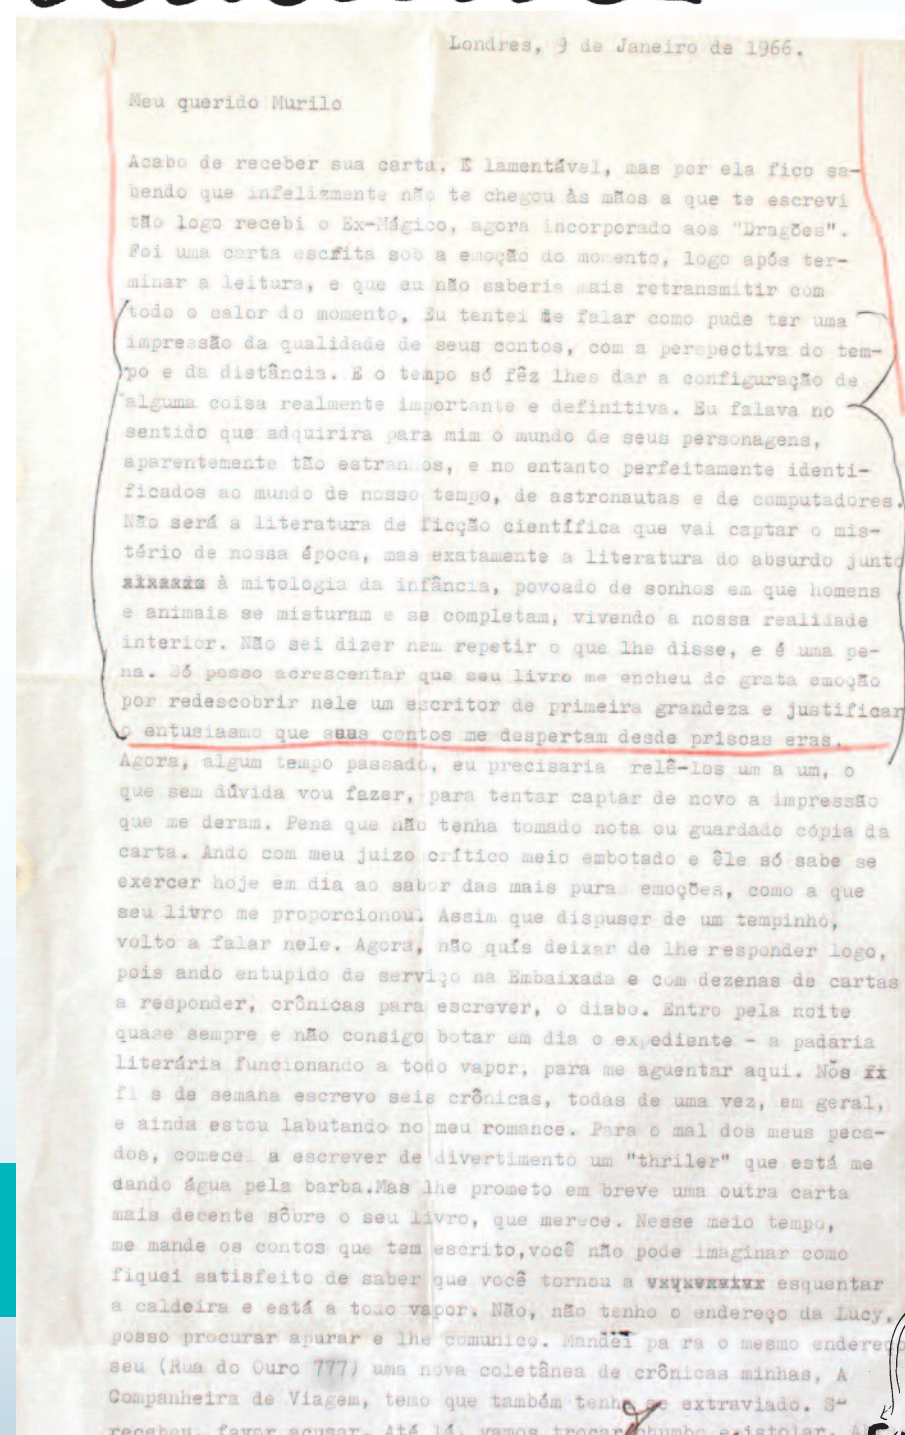 Londres, 9 de Janeiro de 1966.
Meu querido Murilo
Acabo de receber sua carta. E lamentável, mas por ela fico sa-
bendo que infelizmente não te chegou às mãos a que te escrevi
tão logo recebi o Ex-Mágico, agora incorporado aos "Dragões".
Foi uma carta escrita sob a emoção do momento, logo após ter-
minar a leitura, e que eu não saberia mais retransmitir com
todo o calor do momento. Eu tentei te falar como pude ter uma
impressão da qualidade de seus contos, com a perspectiva do tem-
po e da distância. E o tempo só fêz lhes dar a configuração de
alguma coisa realmente importante e definitiva. Eu falava no
sentido que adquirira para mim o mundo de seus personagens,
aparentemente tão estranhos, e no entanto perfeitamente identi-
ficados ao mundo de nosso tempo, de astronautas e de computadores.
Não será a literatura de ficção científica que vai captar o mis-
tério de nossa época, mas exatamente a literatura do absurdo junto
à mitologia da infância, povoado de sonhos em que homens
e animais se misturam e se completam, vivendo a nossa realidade
interior. Não sei dizer nem repetir o que lhe disse, e é uma pe-
na. Só posso acrescentar que seu livro me encheu de grata emoção
por redescobrir nele um escritor de primeira grandeza e justificar
o entusiasmo que seus contos me despertam desde priscas eras.
Agora, algum tempo passado, eu precisaria relê-los um a um, o
que sem dúvida vou fazer, para tentar captar de novo a impressão
que me deram. Pena que não tenha tomado nota ou guardado cópia da
carta. Ando com meu juizo crítico meio embotado e êle só sabe se
exercer hoje em dia ao sabor das mais puras emoções, como a que
seu livro me proporcionou. Assim que dispuser de um tempinho,
volto a falar nele. Agora, não quís deixar de lhe responder logo,
pois ando entupido de serviço na Embaixada e com dezenas de cartas
a responder, crônicas para escrever, o diabo. Entro pela noite
quase sempre e não consigo botar em dia o expediente - a padaria
literária funcionando a todo vapor, para me aguentar aqui. Nos fi
fi s de semana escrevo seis crônicas, todas de uma vez, em geral,
e ainda estou labutando no meu romance. Para o mal dos meus peca-
dos, comecei a escrever de divertimento um "thriler" que está me
dando água pela barba.Mas lhe prometo em breve uma outra carta
mais decente sôbre o seu livro, que merece. Nesse meio tempo,
me mande os contos que tem escrito,você não pode imaginar como
fiquei satisfeito de saber que você tornou a esquentar
a caldeira e está a todo vapor. Não, não tenho o endereço da Lucy,
posso procurar apurar e lhe comunico. Mandei pa ra o mesmo endereço
seu (Rua do Ouro 777) uma nova coletânea de crônicas minhas, A
Companheira de Viagem, temo que também tenha se extraviado. Se
recebeu, favor acusar. Até lá, vamos trocar chumbo epistolar.